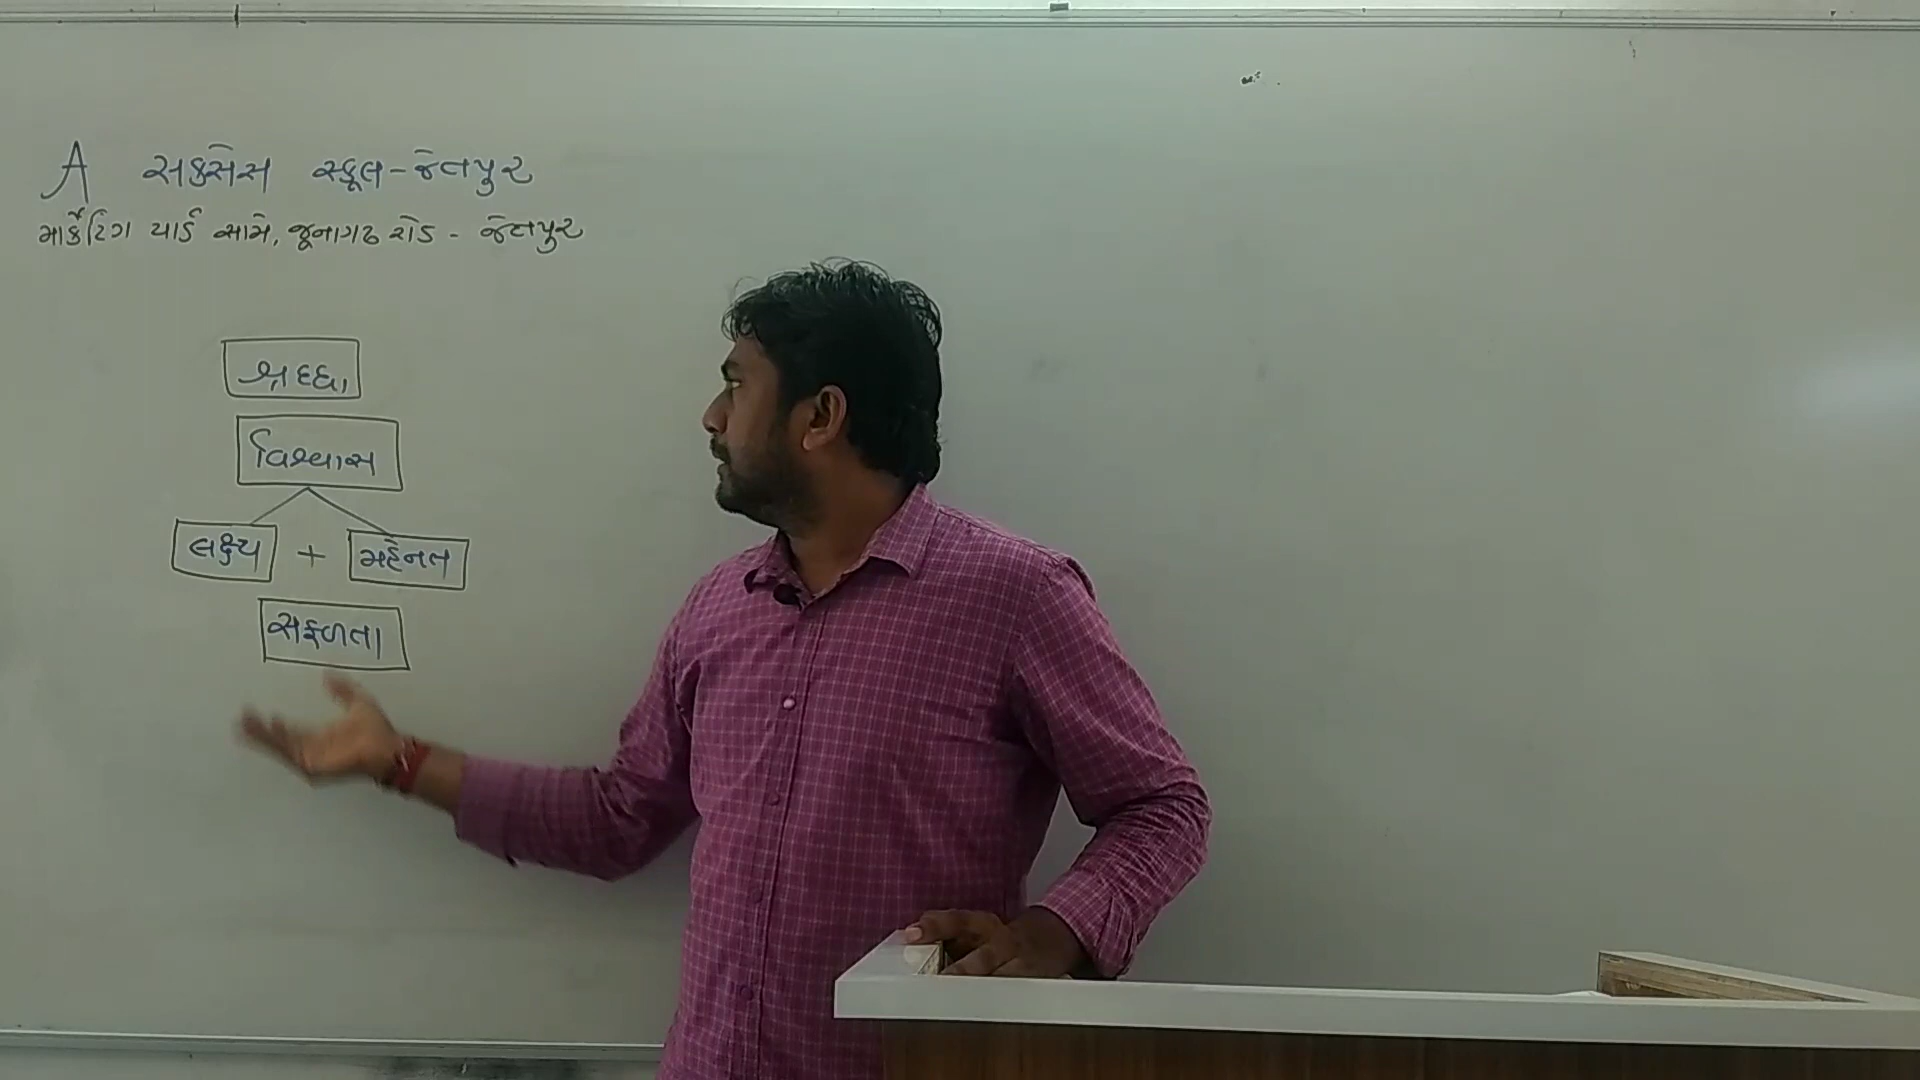 A સક્સેસ સ્કૂલ-જેતપુર
માર્કેટિંગ યાર્ડ સામે, જૂનાગઢ રોડ - જેતપુર
શ્રદ્ધા
વિશ્વાસ
લક્ષ્ય + મહેનત
સફળતા